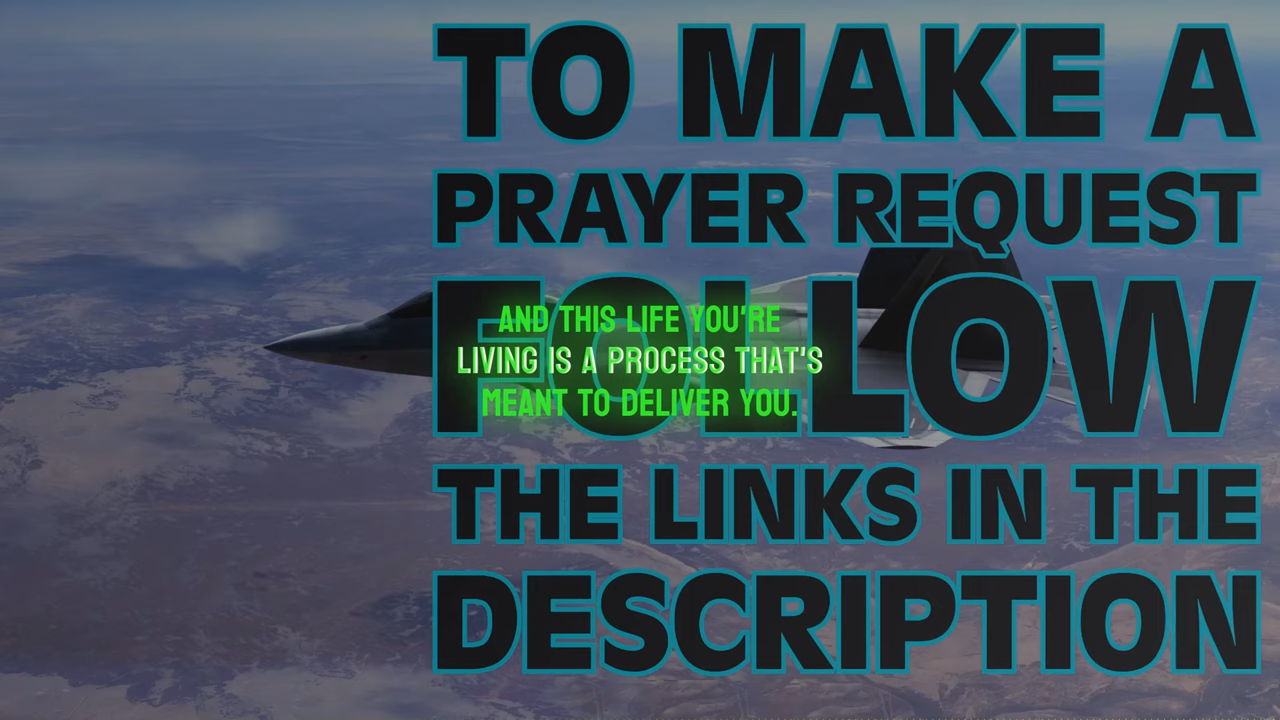 TO MAKE A
PRAYER REQUEST
FOLLOW
AND THIS LIFE YOU'RE
LIVING IS A PROCESS THAT'S
MEANT TO DELIVER YOU.
THE LINKS IN THE
DESCRIPTION